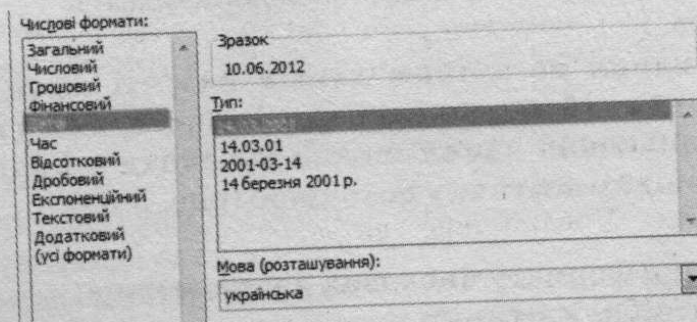 Числові формати:
Загальний
Числовий
Грошовий
Фінансовий
Час
Відсотковий
Дробовий
Експоненційний
Текстовий
Додатковий
(усі формати)
Зразок
10.06.2012
Тип:
14.03.01
2001-03-14
14 березня 2001 р.
Мова (розташування):
українська